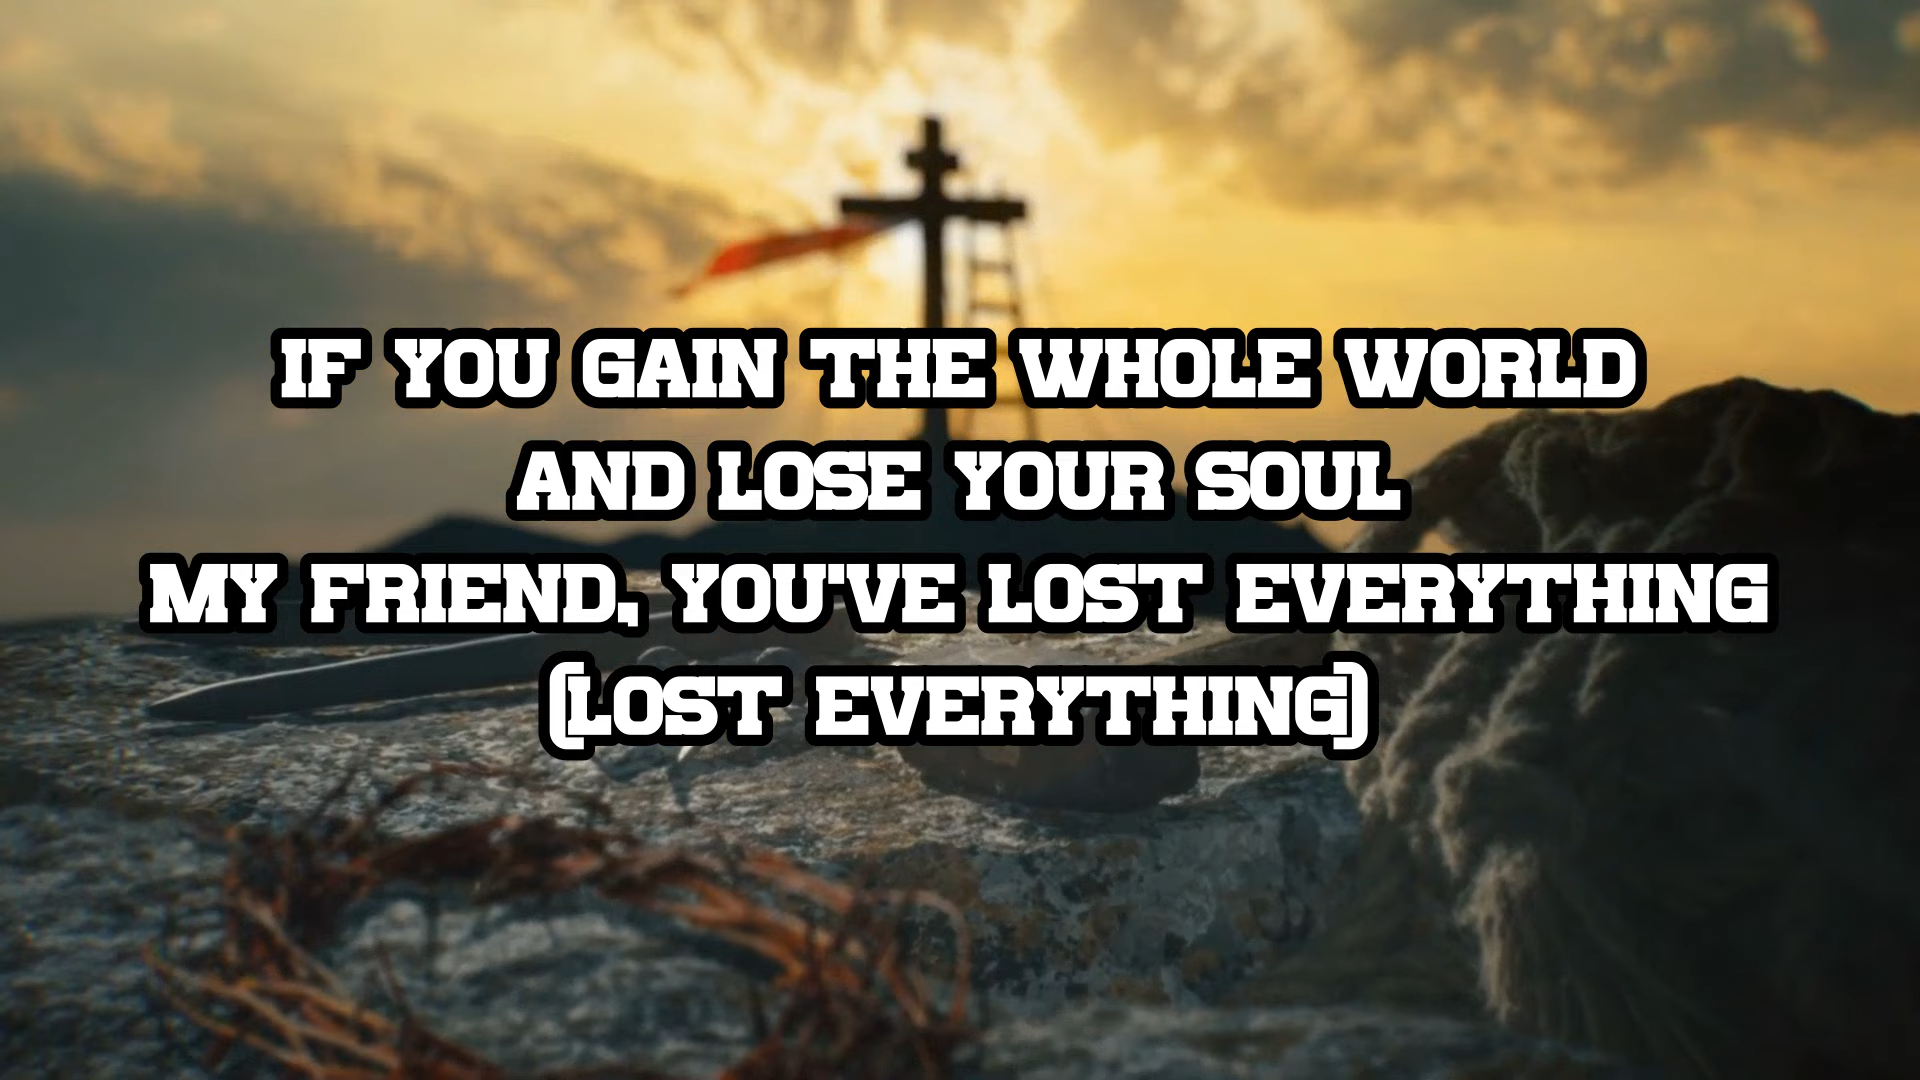 IF YOU GAIN THE WHOLE WORLD
AND LOSE YOUR SOUL
MY FRIEND, YOU'VE LOST EVERYTHING
(LOST EVERYTHING)